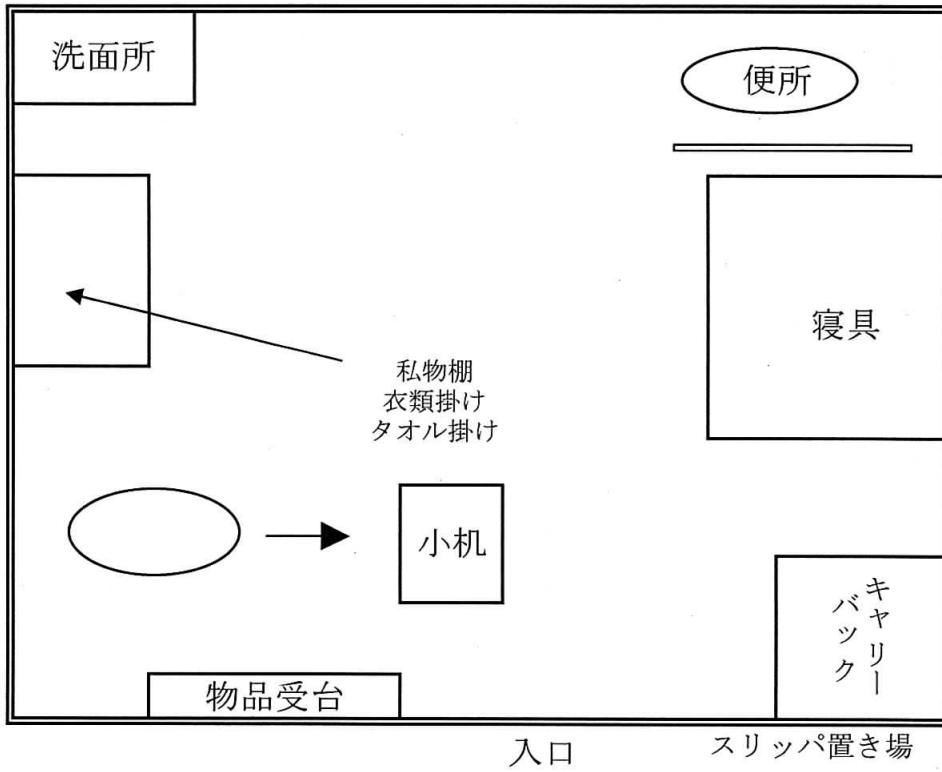 洗面所
便所
寝具
私物棚
衣類掛け
タオル掛け
小机
キャリー
バック
物品受台
入口
スリッパ置き場